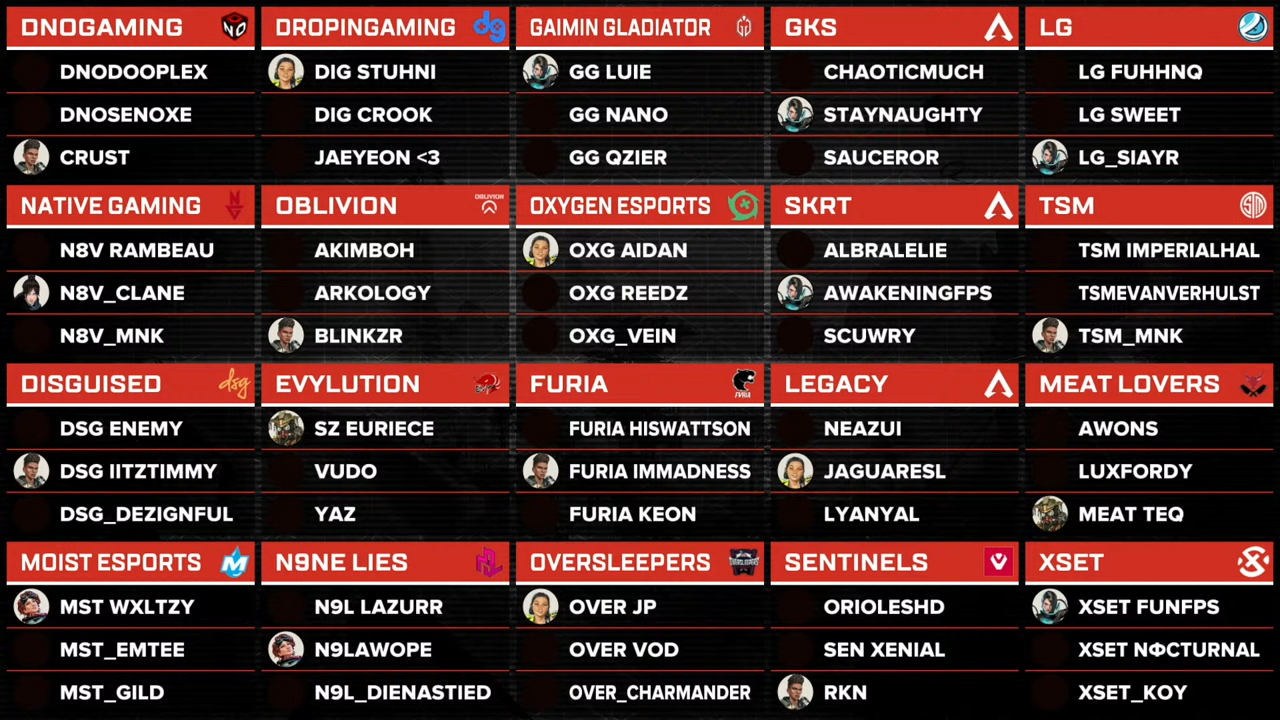 DNOGAMING
DNODOOPLEX
DNOSENOXE
CRUST
DROPINGAMING
DIG STUHNI
DIG CROOK
JAEYEON <3
GAIMIN GLADIATOR
GG LUIE
GG NANO
GG QZIER
GKS
CHAOTICMUCH
STAYNAUGHTY
SAUCEROR
LG
LG FUHHNQ
LG SWEET
LG_SIAYR
NATIVE GAMING
N8V RAMBEAU
N8V_CLANE
N8V_MNK
OBLIVION
OBLIVION
AKIMBOH
ARKOLOGY
BLINKZR
OXYGEN ESPORTS
OXG AIDAN
OXG REEDZ
OXG_VEIN
SKRT
ALBRALELIE
AWAKENINGFPS
SCUWRY
TSM
TSM
TSM IMPERIALHAL
TSMEVANVERHULST
TSM_MNK
DISGUISED
dsg
DSG ENEMY
DSG IITZTIMMY
DSG_DEZIGNFUL
EVYLUTION
SZ EURIECE
VUDO
YAZ
FURIA
FURIA
FURIA HISWATTSON
FURIA IMMADNESS
FURIA KEON
LEGACY
NEAZUI
JAGUARESL
LYANYAL
MEAT LOVERS
AWONS
LUXFORDY
MEAT TEQ
MOIST ESPORTS
MST WXLTZY
MST_EMTEE
MST_GILD
N9NE LIES
N9L LAZURR
N9LAWOPE
N9L_DIENASTIED
OVERSLEEPERS
OVERSLEEPERS
OVER JP
OVER VOD
OVER_CHARMANDER
SENTINELS
ORIOLESHD
SEN XENIAL
RKN
XSET
XSET FUNFPS
XSET NΦCTURNAL
XSET_KOY